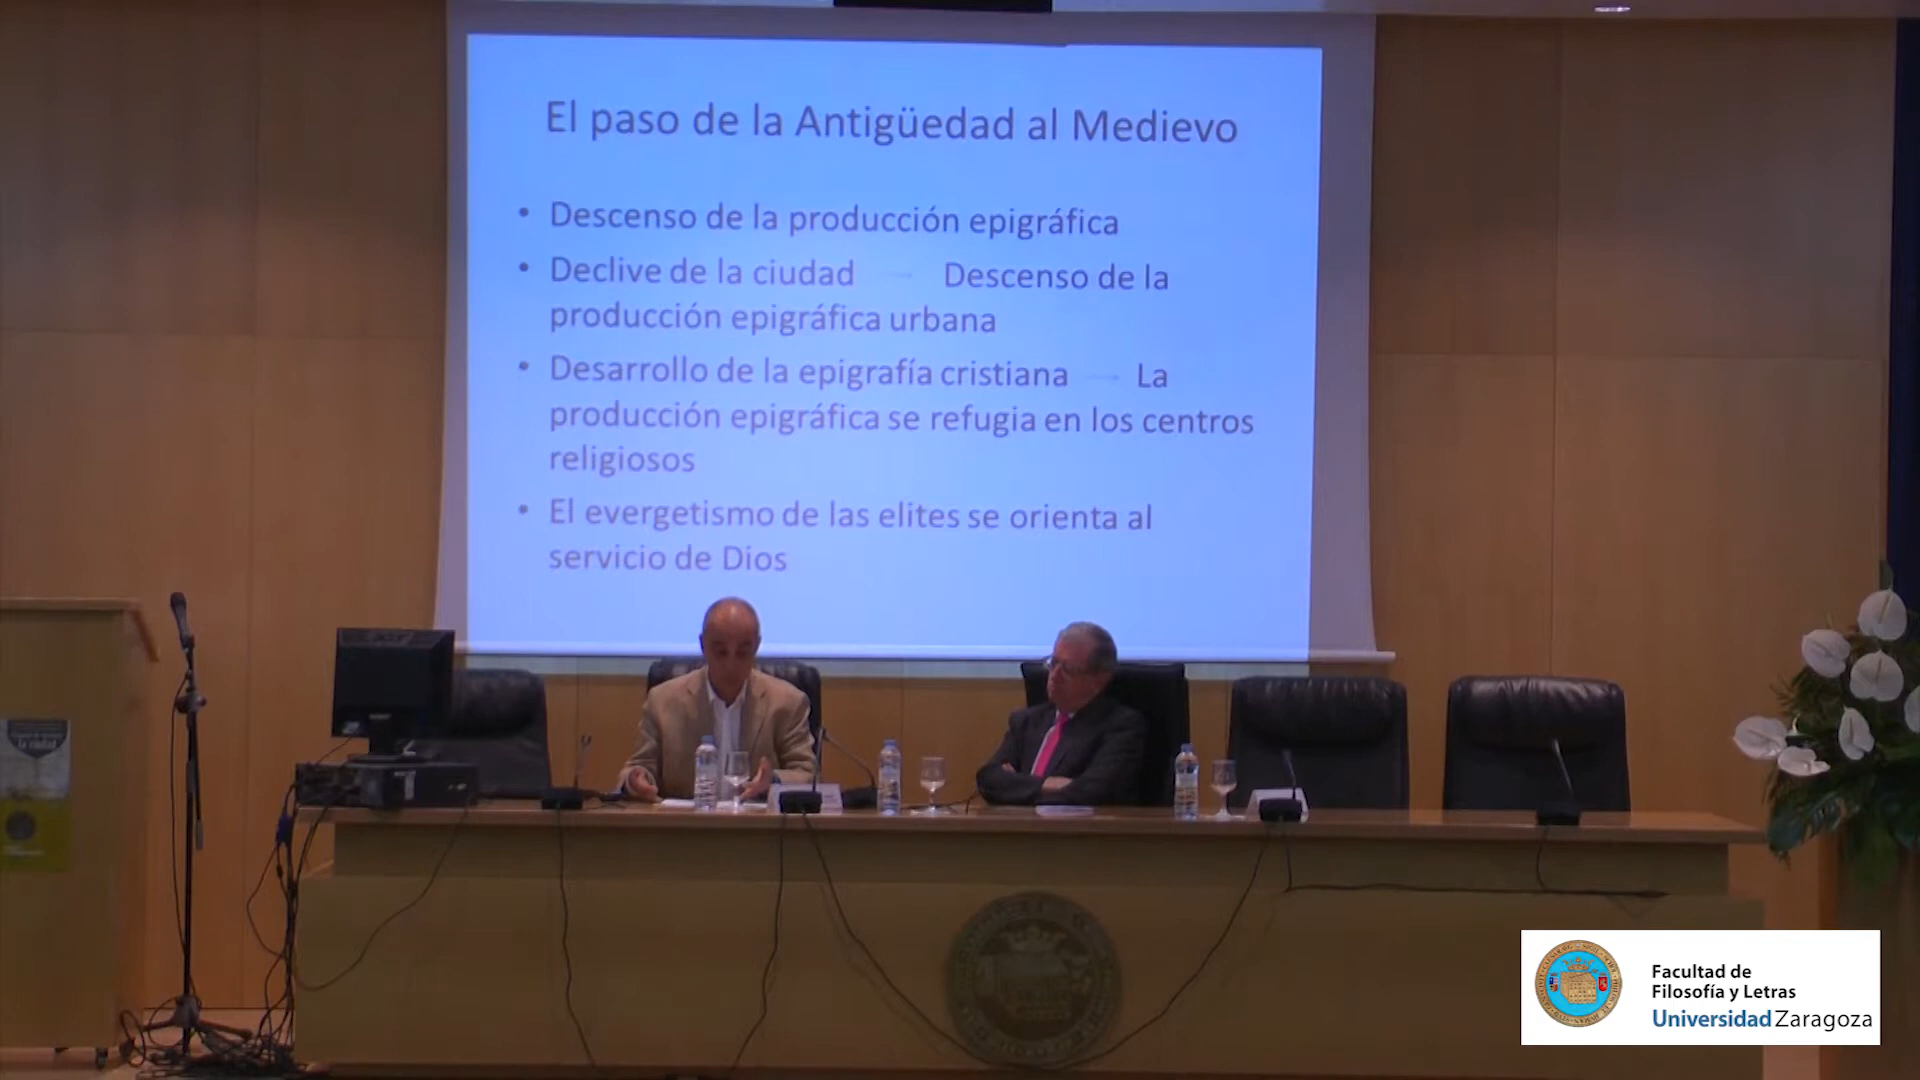 El paso de la Antigüedad al Medievo
• Descenso de la producción epigráfica
• Declive de la ciudad → Descenso de la
producción epigráfica urbana
• Desarrollo de la epigrafía cristiana → La
producción epigráfica se refugia en los centros
religiosos
• El evergetismo de las elites se orienta al
servicio de Dios
la ciudad
Facultad de
Filosofía y Letras
Universidad Zaragoza